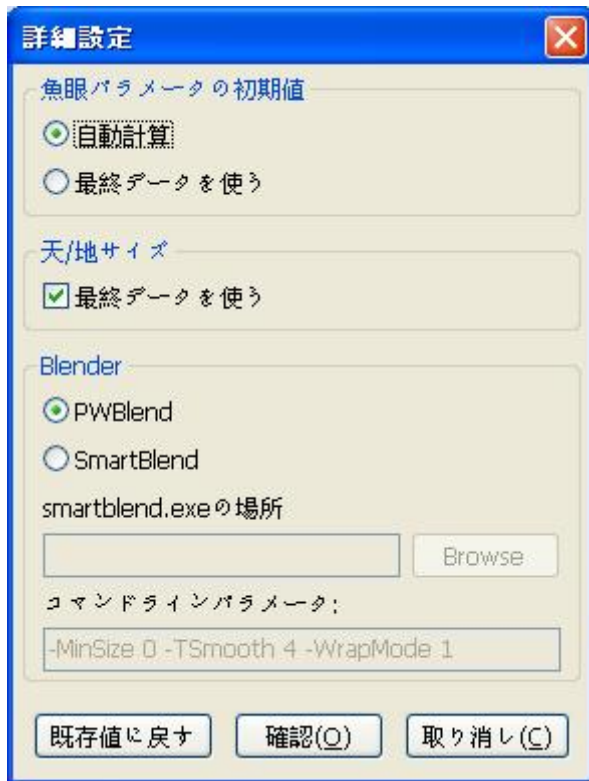 詳細設定
魚眼パラメータの初期値
自動計算
最終データを使う
天/地サイズ
最終データを使う
Blender
PWBlend
SmartBlend
smartblend.exeの場所
Browse
コマンドラインパラメータ:
-MinSize 0 -TSmooth 4 -WrapMode 1
既存値に戻す 確認(O) 取り消し(C)